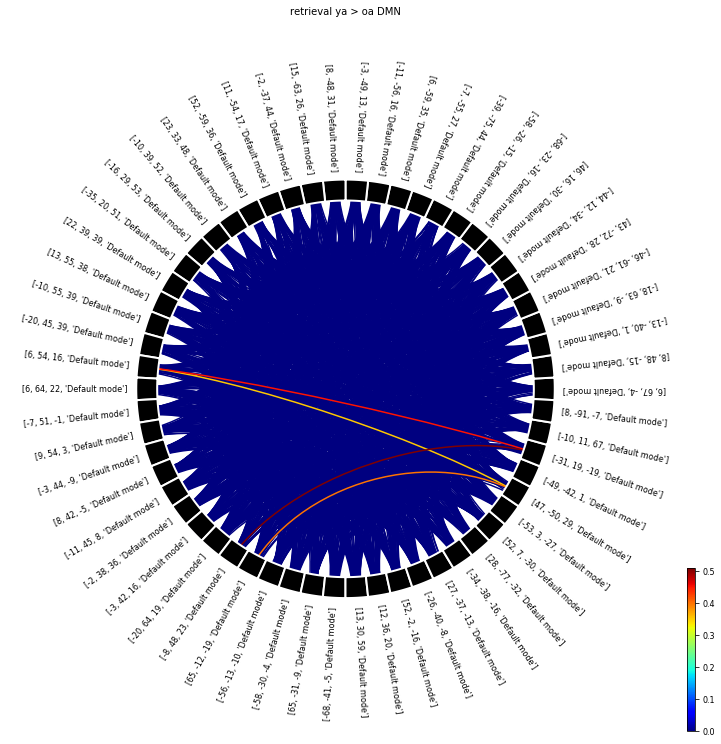 retrieval ya > oa DMN
[-3, -49, 13, 'Default mode']
[-11, -56, 16, 'Default mode']
[6, -59, 35, 'Default mode']
[-7, -55, 27, 'Default mode']
[-39, -75, 44, 'Default mode']
[-58, -26, -15, 'Default mode']
[-68, -23, -16, 'Default mode']
[46, 16, -30, 'Default mode']
[-44, 12, -34, 'Default mode']
[43, -72, 28, 'Default mode']
[-46, -61, 21, 'Default mode']
[-18, 63, -9, 'Default mode']
[-13, -40, 1, 'Default mode']
[8, 48, -15, 'Default mode']
[6, 67, -4, 'Default mode']
[8, -91, -7, 'Default mode']
[-10, 11, 67, 'Default mode']
[-31, 19, -19, 'Default mode']
[-49, -42, 1, 'Default mode']
[47, -50, 29, 'Default mode']
[-53, 3, -27, 'Default mode']
[52, 7, -30, 'Default mode']
[28, -77, -32, 'Default mode']
[-34, -38, -16, 'Default mode']
[27, -37, -13, 'Default mode']
[-26, -40, -8, 'Default mode']
[52, -2, -16, 'Default mode']
[12, 36, 20, 'Default mode']
[13, 30, 59, 'Default mode']
[-68, -41, -5, 'Default mode']
[65, -31, -9, 'Default mode']
[-58, -30, -4, 'Default mode']
[-56, -13, -10, 'Default mode']
[65, -12, -19, 'Default mode']
[-8, 48, 23, 'Default mode']
[-20, 64, 19, 'Default mode']
[-3, 42, 16, 'Default mode']
[-2, 38, 36, 'Default mode']
[-11, 45, 8, 'Default mode']
[8, 42, -5, 'Default mode']
[-3, 44, -9, 'Default mode']
[9, 54, 3, 'Default mode']
[-7, 51, -1, 'Default mode']
[6, 64, 22, 'Default mode']
[6, 54, 16, 'Default mode']
[-20, 45, 39, 'Default mode']
[-10, 55, 39, 'Default mode']
[13, 55, 38, 'Default mode']
[22, 39, 39, 'Default mode']
[-35, 20, 51, 'Default mode']
[-16, 29, 53, 'Default mode']
[-10, 39, 52, 'Default mode']
[23, 33, 48, 'Default mode']
[52, -59, 36, 'Default mode']
[11, -54, 17, 'Default mode']
[-2, -37, 44, 'Default mode']
[15, -63, 26, 'Default mode']
[8, -48, 31, 'Default mode']
0.5
0.4
0.3
0.2
0.1
0.0